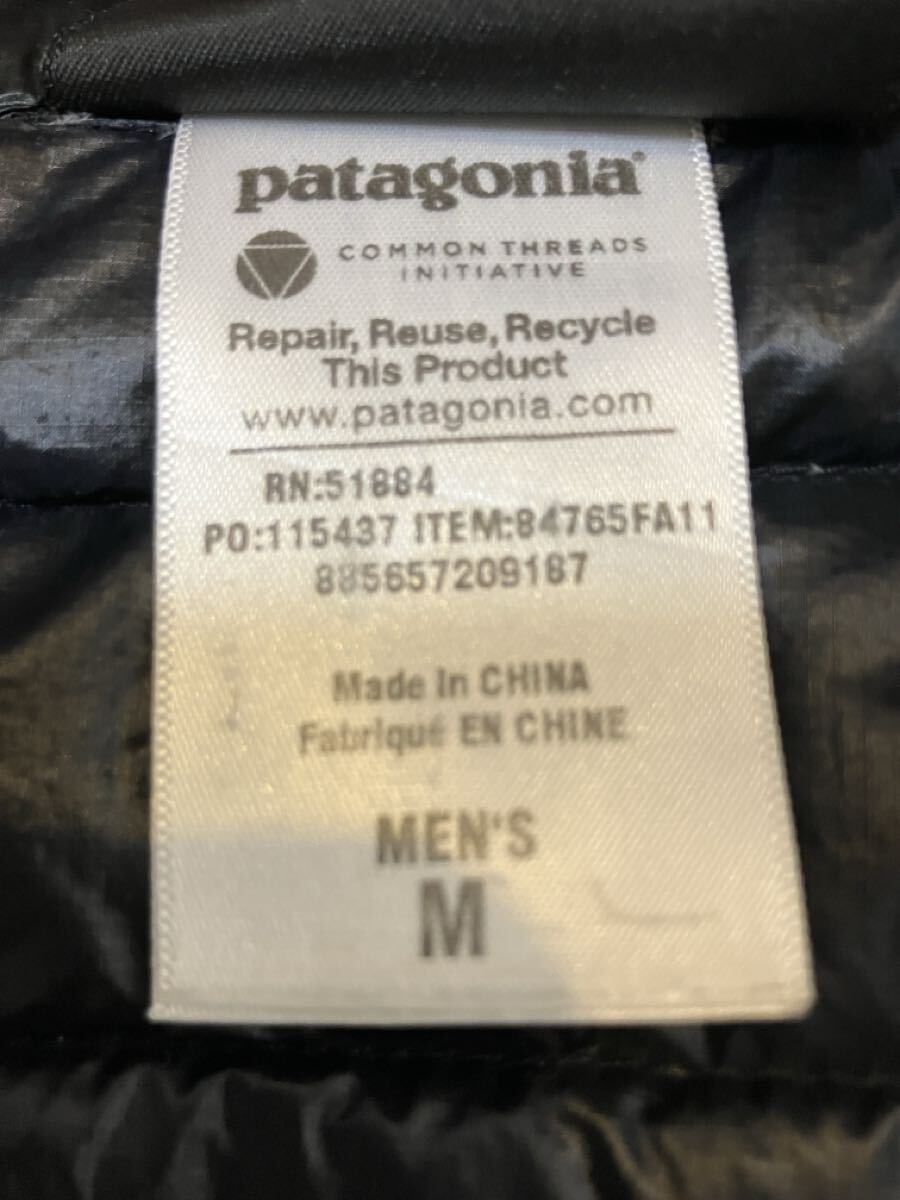 patagonia®
COMMON THREADS
INITIATIVE
Repair, Reuse, Recycle
This Product
www.patagonia.com
RN:51884
PO:115437 ITEM:84765FA11
885657209187
Made In CHINA
Fabriqué EN CHINE
MEN'S
M